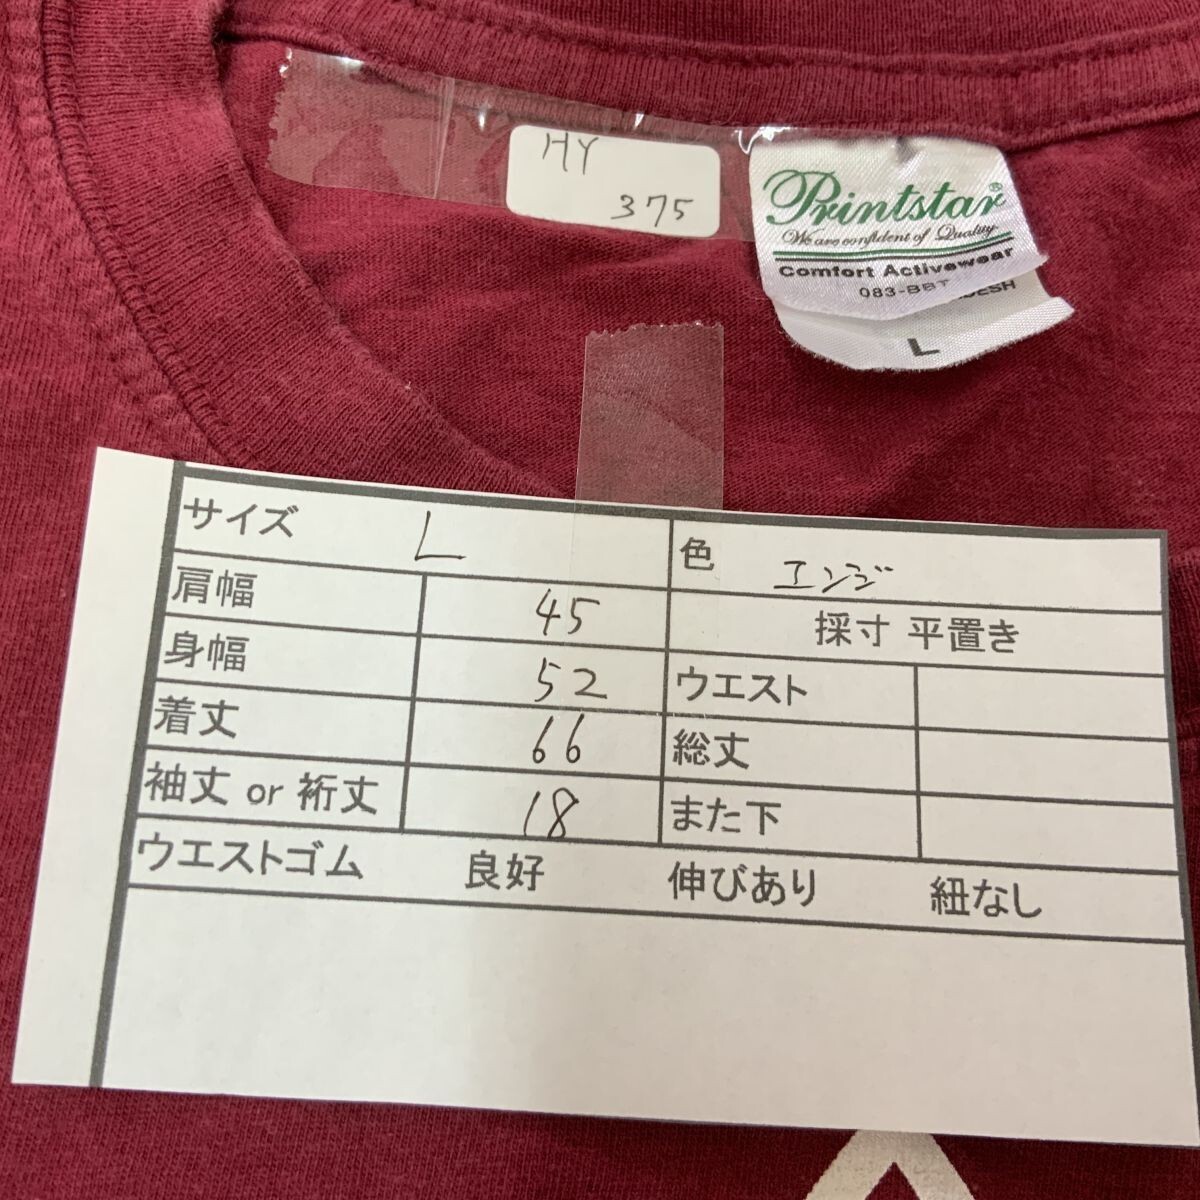 HY
375
Printstar®
We are confident of Quality
Comfort Activewear
083-BBT
L
サイズ L
色 エンジ
肩幅 45
採寸 平置き
身幅 52
ウエスト
着丈 66
総丈
袖丈 or 裄丈 18
また下
ウエストゴム 良好 伸びあり 紐なし